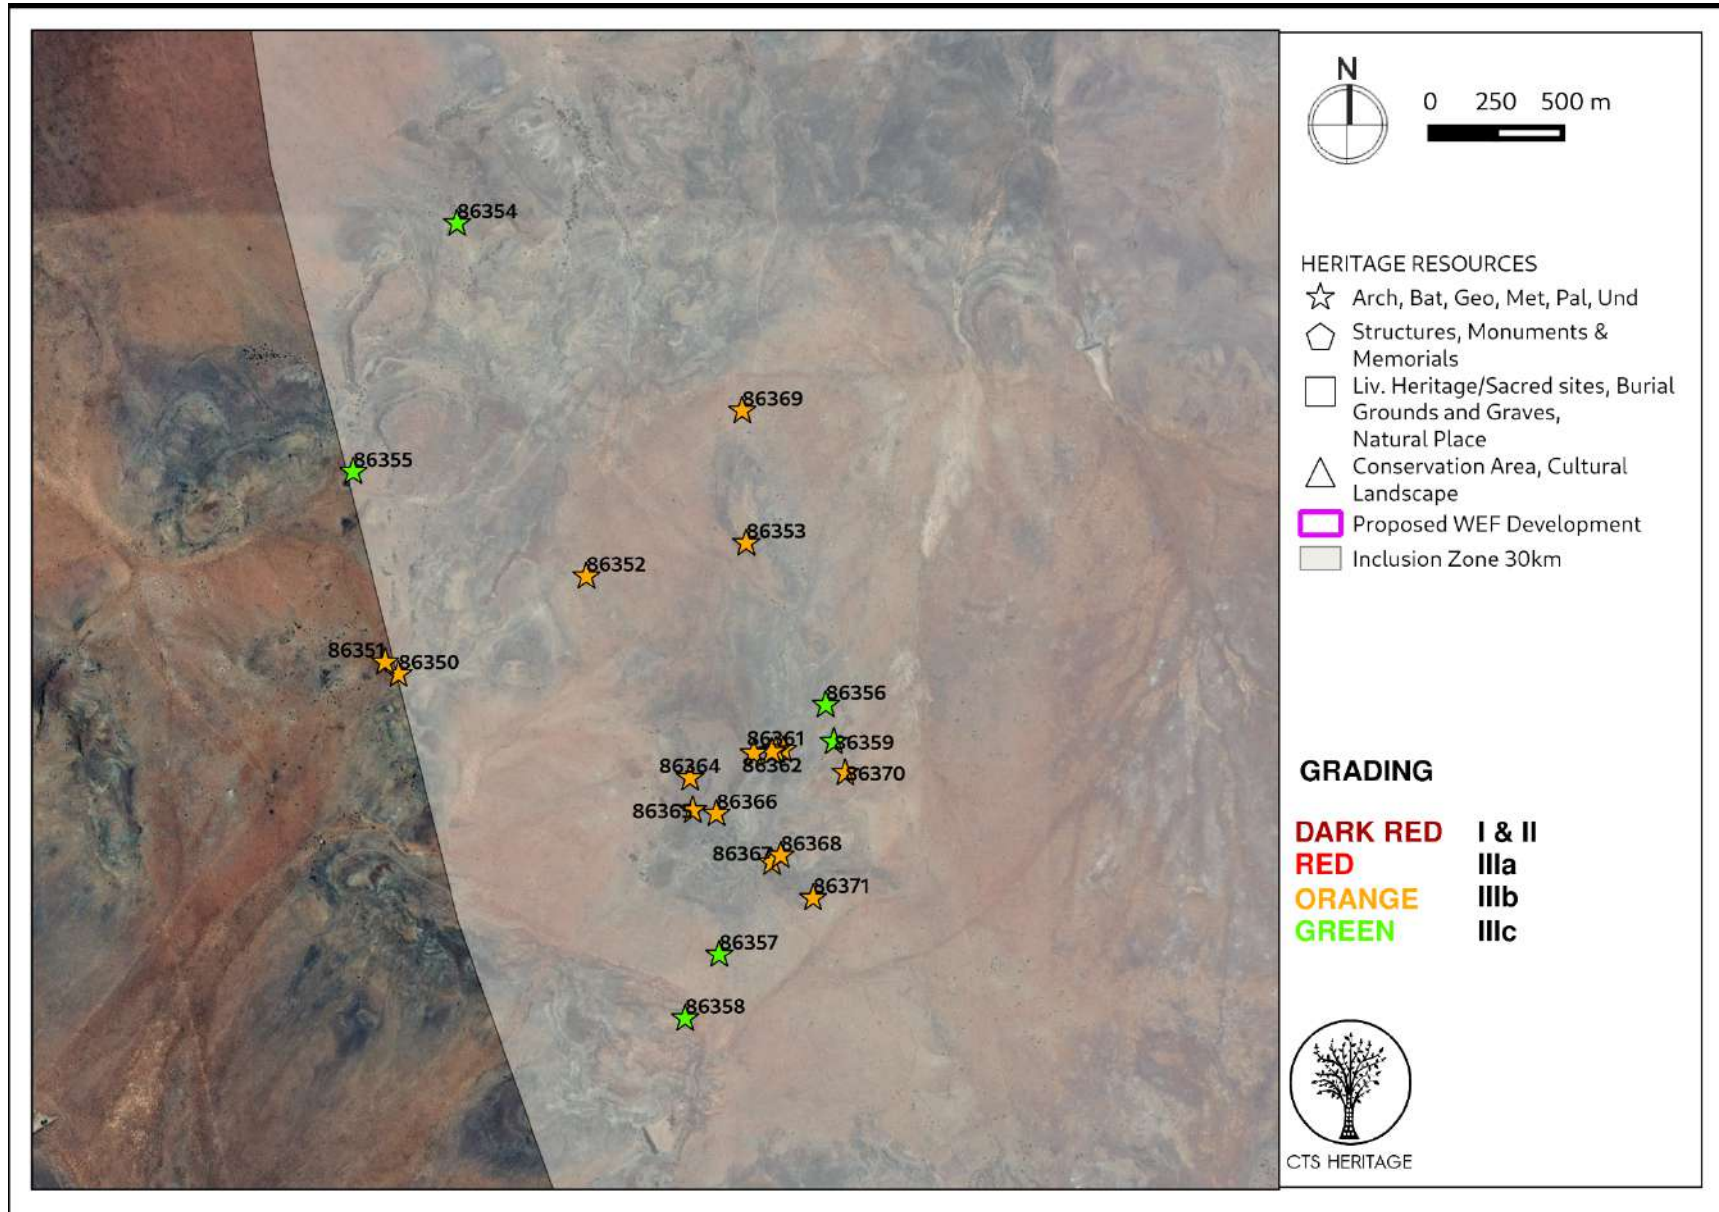 N
0 250 500 m
HERITAGE RESOURCES
Arch, Bat, Geo, Met, Pal, Und
Structures, Monuments &
Memorials
Liv. Heritage/Sacred sites, Burial
Grounds and Graves,
Natural Place
Conservation Area, Cultural
Landscape
Proposed WEF Development
Inclusion Zone 30km
GRADING
DARK RED I & II
RED IIIa
ORANGE IIIb
GREEN IIIc
CTS HERITAGE
86354
86369
86355
86353
86352
86351
86350
86356
86361
86359
86362
86364
86370
86365
86366
86368
86367
86371
86357
86358